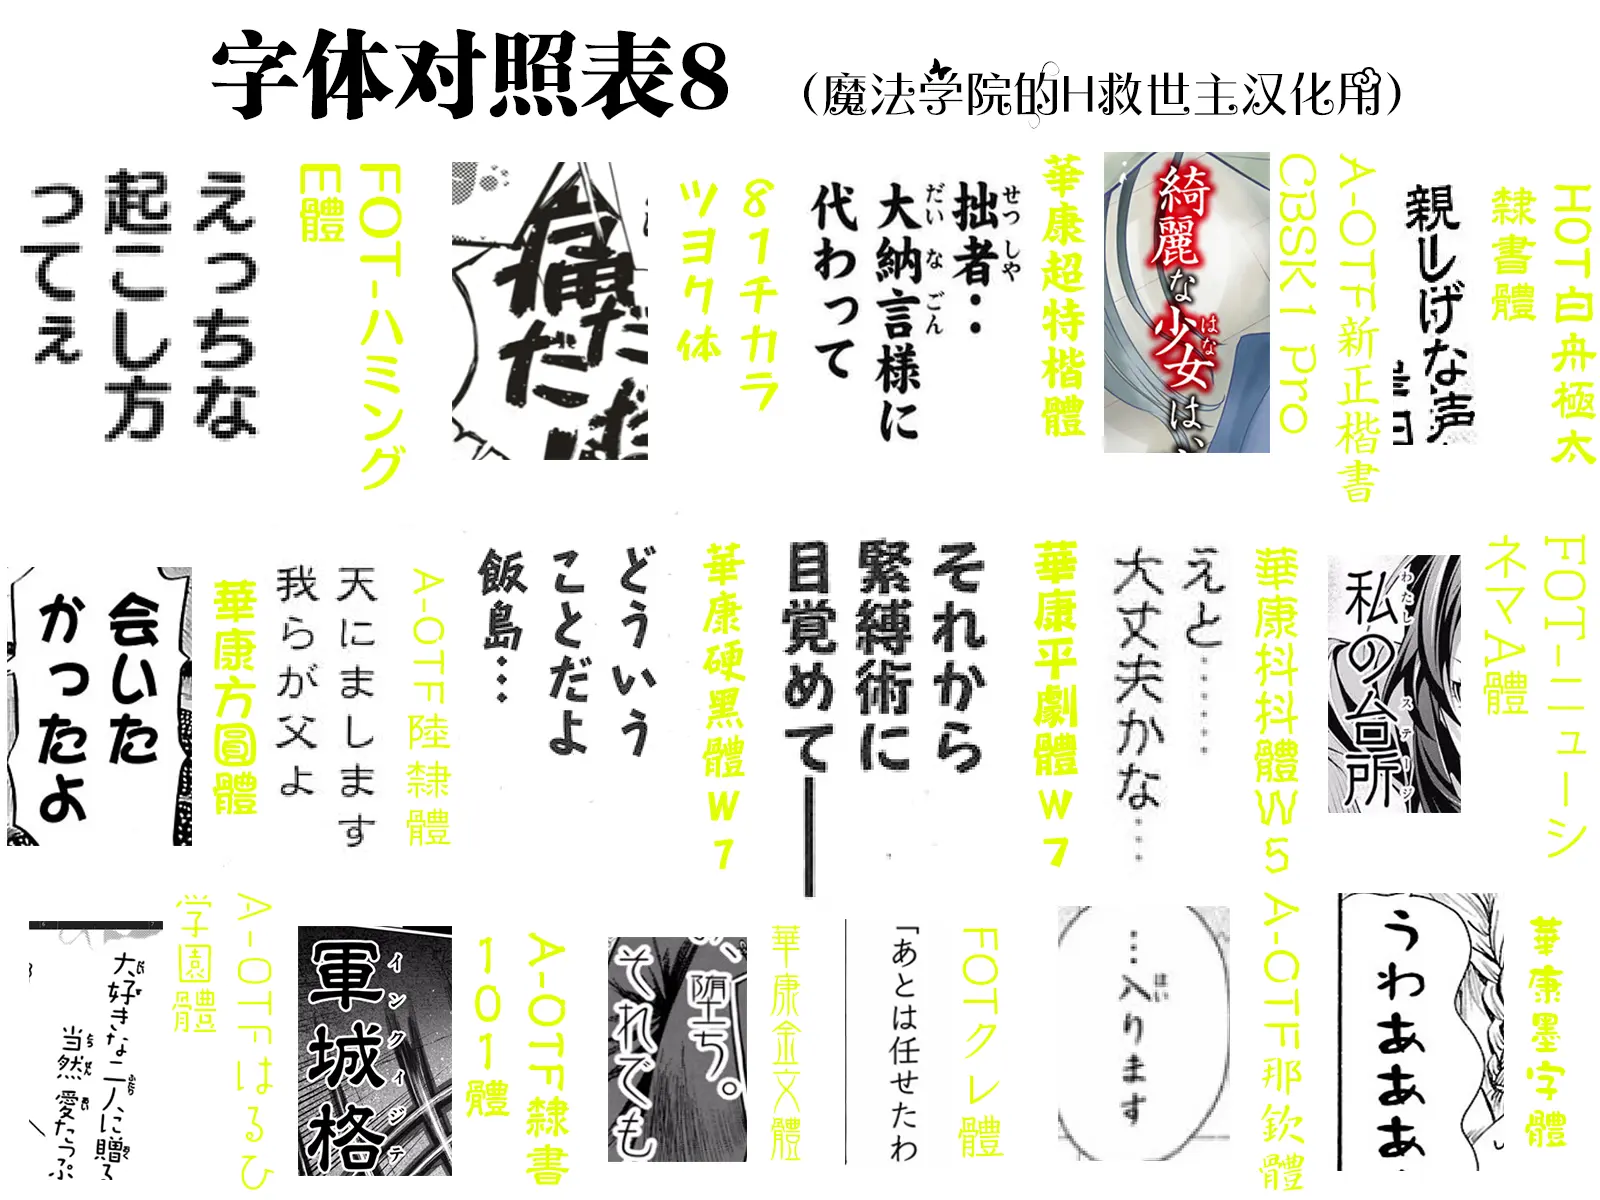 字体对照表8
（魔法学院的H救世主汉化用）
えっちな
起こし方
ってぇ
FOT-ハミング
E體
痛だ
だ
81チカラ
ツヨク体
拙者・・
せつ しや
大納言様に
だい な ごん
代わって
華康超特楷體
綺麗な少女は、
はな
A-OTF新正楷書
CBSK1 Pro
親しげな声
HOT白舟極太
隸書體
会いた
かったよ
華康方圓體
天にまします
我らが父よ
A-OTF陸隸體
どういう
ことだよ
飯島…
華康硬黑體W7
それから
緊縛術に
目覚めて――
華康平劇體W7
えと……
大丈夫かな…
華康抖抖體W5
私の台所
わたし
ステージ
FOT-ニューシ
ネマA體
大好きな二人に贈る
当然 愛たっぷ
A-OTFはるひ
学園體
軍城格
インクイジテ
A-OTF隸書
101體
、堕ち。
それでも
華康金文體
「あとは任せたわ
FOTクレ體
…入ります
はい
A-OTF那欽體
うわあああ
華康墨字體